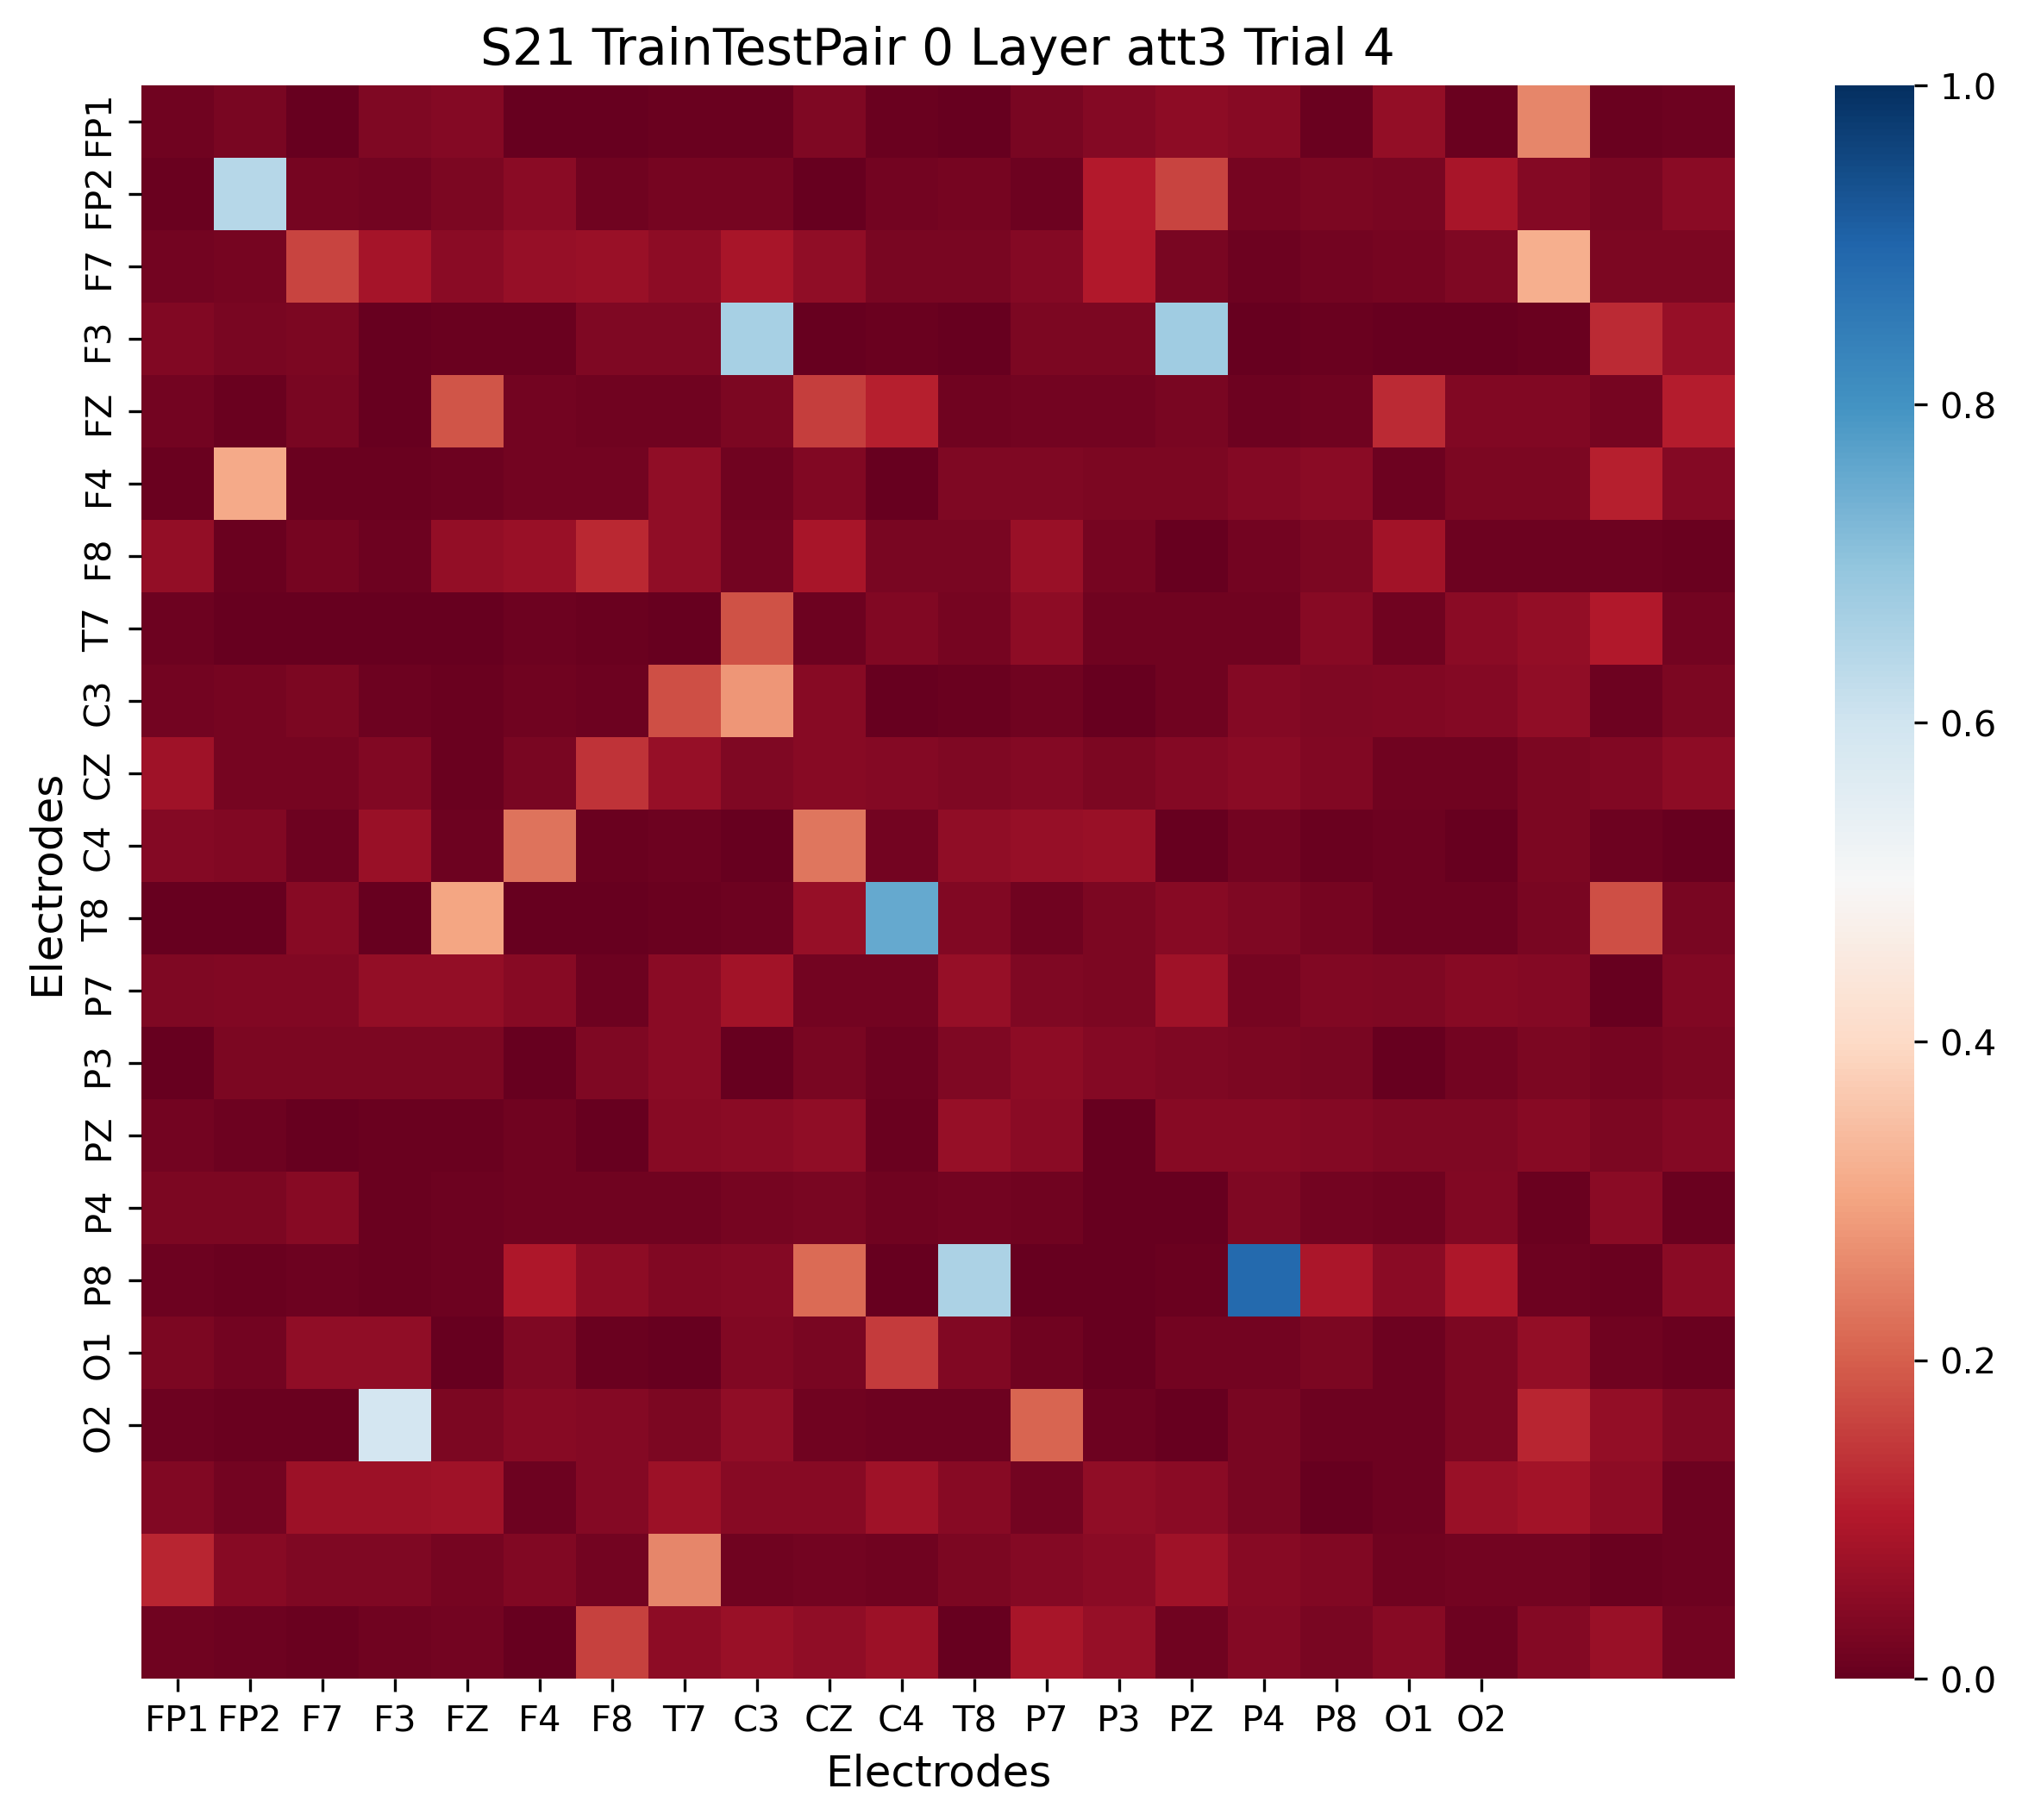 S21 TrainTestPair 0 Layer att3 Trial 4
Electrodes
FP1
FP2
F7
F3
FZ
F4
F8
T7
C3
CZ
C4
T8
P7
P3
PZ
P4
P8
O1
O2
1.0
0.8
0.6
0.4
0.2
0.0
FP1 FP2 F7 F3 FZ F4 F8 T7 C3 CZ C4 T8 P7 P3 PZ P4 P8 O1 O2
Electrodes